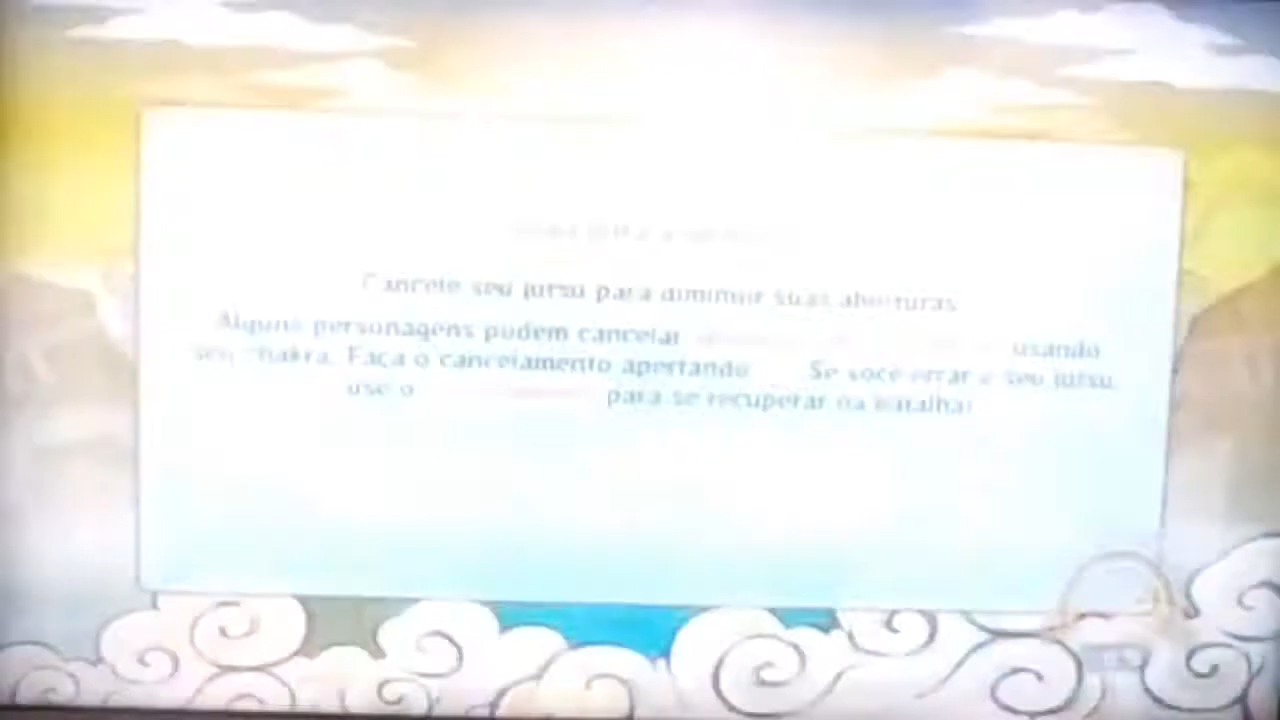 Cancele seu jutsu para diminuir suas aberturas
Alguns personagens podem cancelar usando
seu chakra. Faça o cancelamento apertando Se você errar o seu jutsu,
use o para se recuperar na batalha!